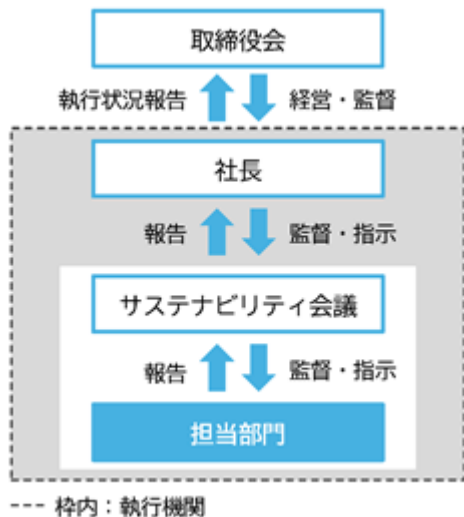 取締役会
執行状況報告 経営・監督
社長
報告 監督・指示
サステナビリティ会議
報告 監督・指示
担当部門
--- 枠内：執行機関